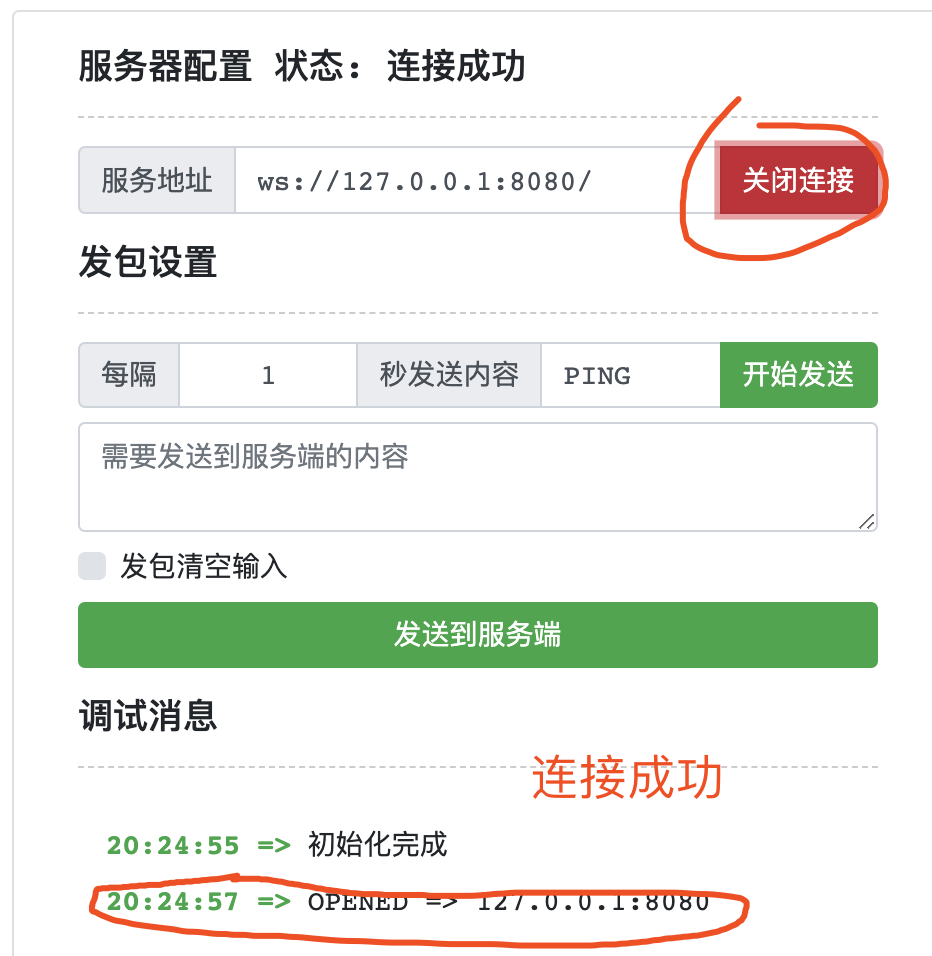 服务器配置 状态: 连接成功
服务地址 ws://127.0.0.1:8080/ 关闭连接
发包设置
每隔 1 秒发送内容 PING 开始发送
需要发送到服务端的内容
发包清空输入
发送到服务端
调试消息
连接成功
20:24:55 => 初始化完成
20:24:57 => OPENED => 127.0.0.1:8080